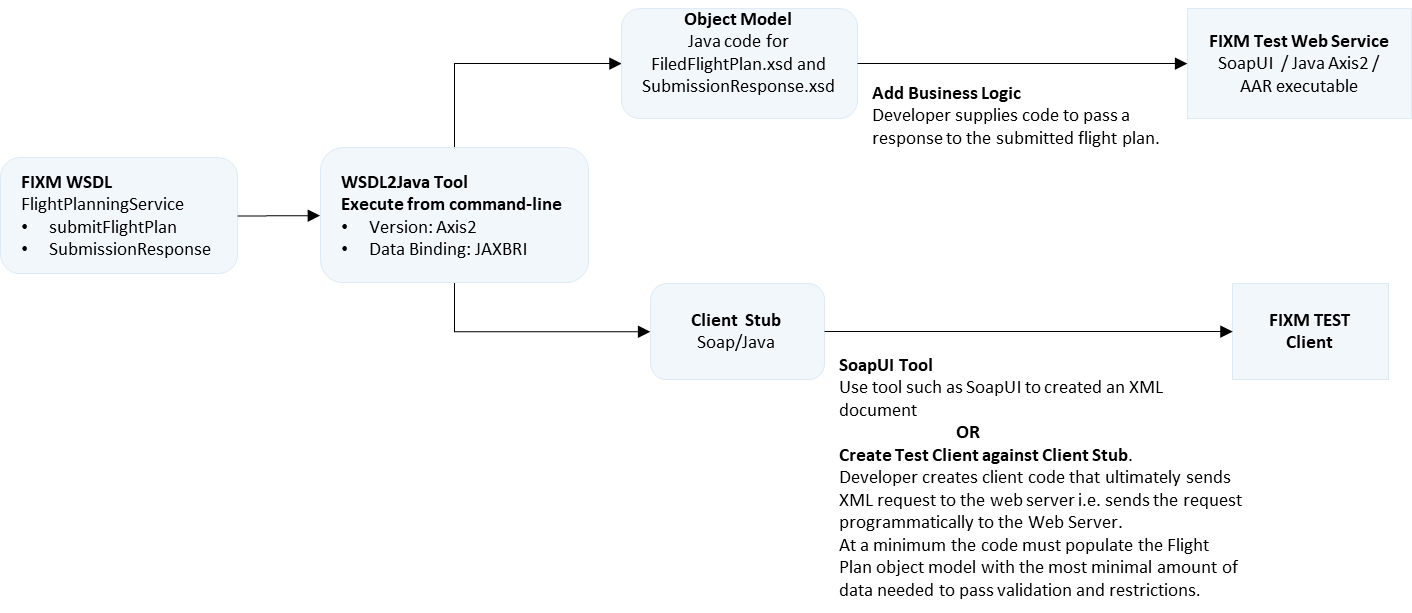 Object Model
Java code for
FiledFlightPlan.xsd and
SubmissionResponse.xsd
FIXM Test Web Service
SoapUI / Java Axis2 /
AAR executable
Add Business Logic
Developer supplies code to pass a
response to the submitted flight plan.
FIXM WSDL
FlightPlanningService
• submitFlightPlan
• SubmissionResponse
WSDL2Java Tool
Execute from command-line
• Version: Axis2
• Data Binding: JAXBRI
Client Stub
Soap/Java
FIXM TEST
Client
SoapUI Tool
Use tool such as SoapUI to created an XML
document
OR
Create Test Client against Client Stub.
Developer creates client code that ultimately sends
XML request to the web server i.e. sends the request
programmatically to the Web Server.
At a minimum the code must populate the Flight
Plan object model with the most minimal amount of
data needed to pass validation and restrictions.